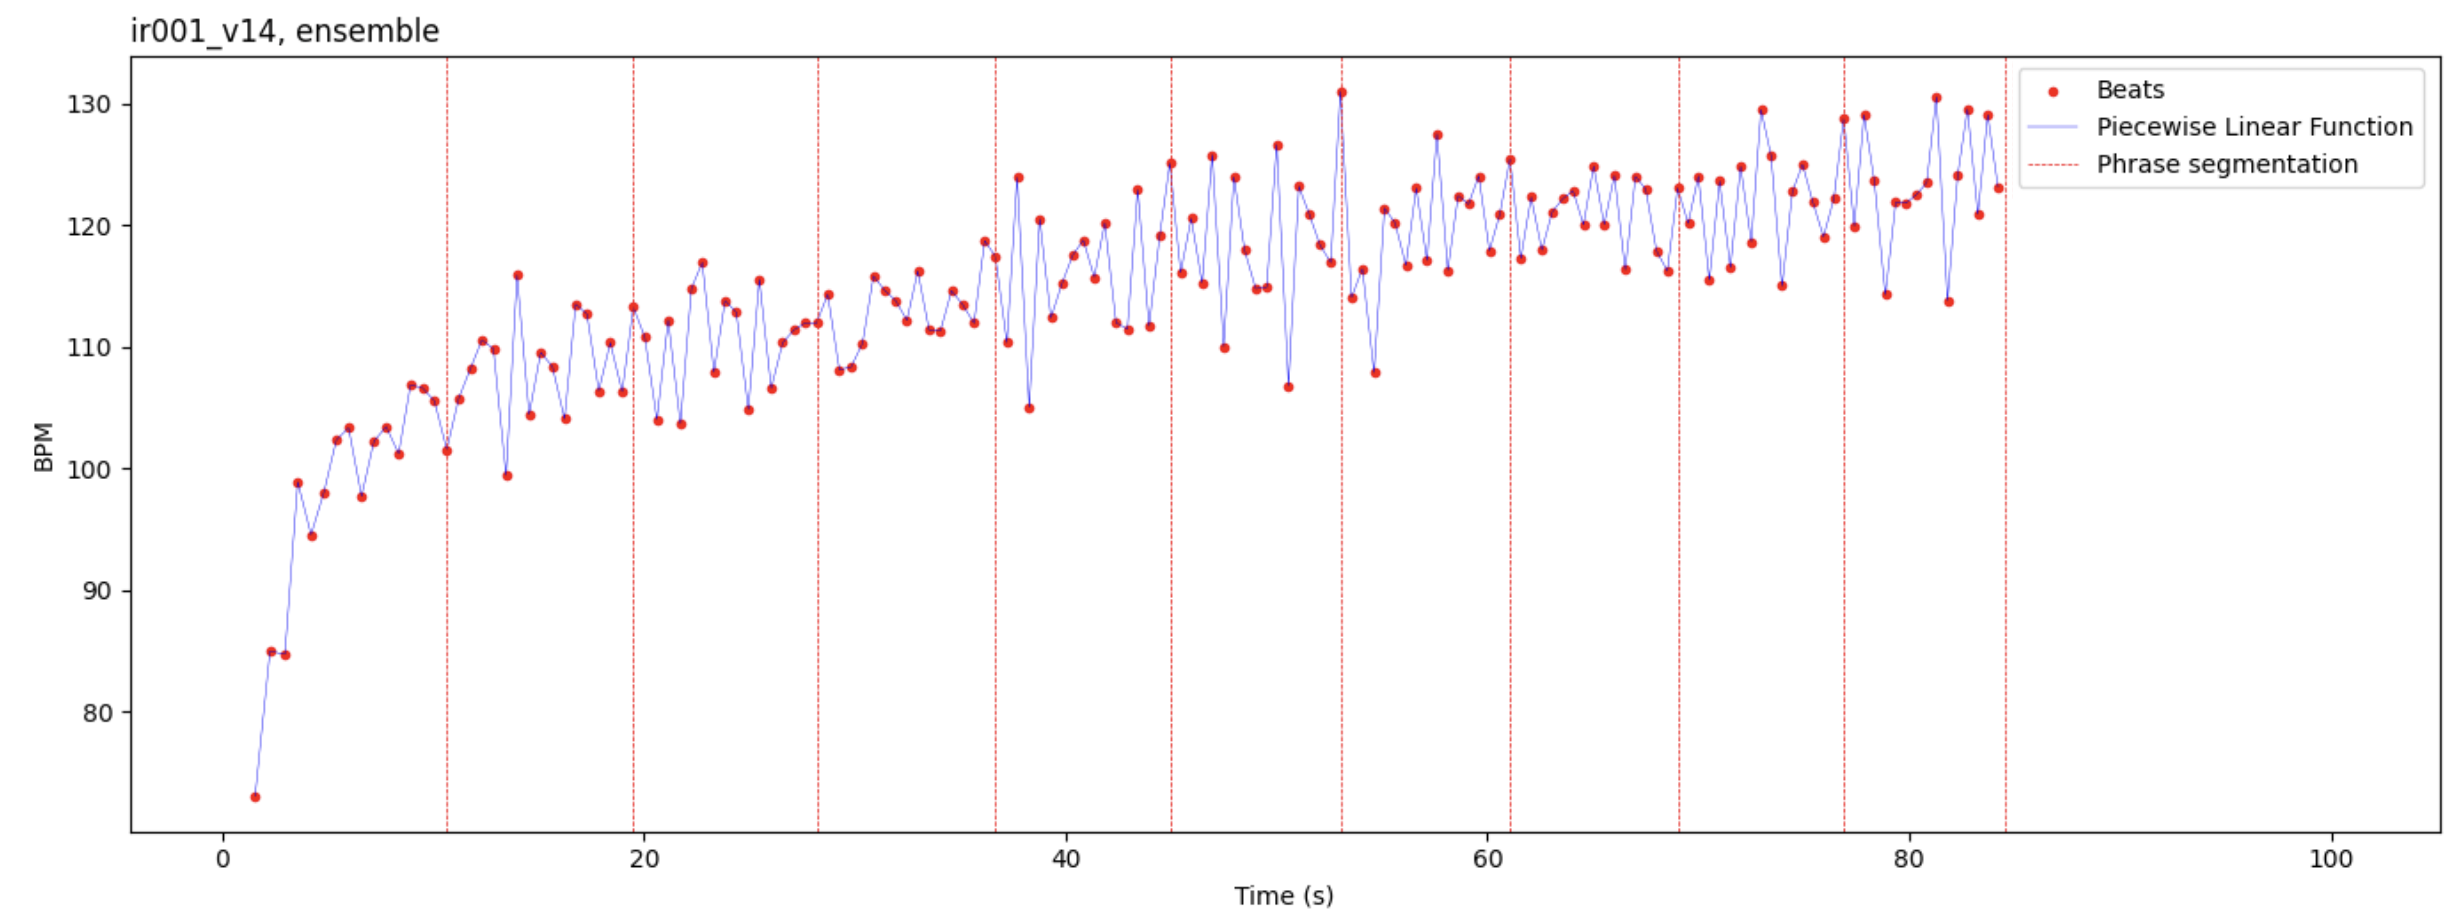 ir001_v14, ensemble
130
120
110
100
90
80
BPM
Beats
Piecewise Linear Function
Phrase segmentation
0 20 40 60 80 100
Time (s)